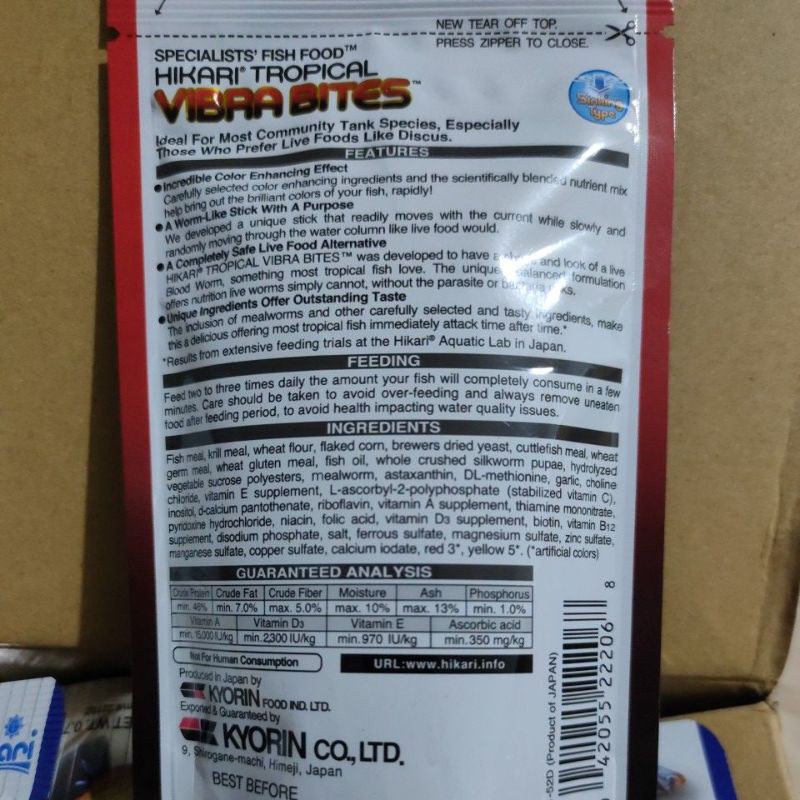 NEW TEAR OFF TOP.
PRESS ZIPPER TO CLOSE.
SPECIALISTS' FISH FOOD™
HIKARI® TROPICAL
VIBRA BITES™
Sinking
Type
Ideal For Most Community Tank Species, Especially
Those Who Prefer Live Foods Like Discus.
FEATURES
●Incredible Color Enhancing Effect
Carefully selected color enhancing ingredients and the scientifically blended nutrient mix
help bring out the brilliant colors of your fish, rapidly!
●A Worm-Like Stick With A Purpose
We developed a unique stick that readily moves with the current while slowly and
randomly moving through the water column like live food would.
●A Completely Safe Live Food Alternative
HIKARI® TROPICAL VIBRA BITES™ was developed to have a and look of a live
Blood Worm, something most tropical fish love. The unique balanced formulation
offers nutrition live worms simply cannot, without the parasite or
●Unique Ingredients Offer Outstanding Taste
The inclusion of mealworms and other carefully selected and tasty ingredients, make
this a delicious offering most tropical fish immediately attack time after time.*
*Results from extensive feeding trials at the Hikari® Aquatic Lab in Japan.
FEEDING
Feed two to three times daily the amount your fish will completely consume in a few
minutes. Care should be taken to avoid over-feeding and always remove uneaten
food after feeding period, to avoid health impacting water quality issues.
INGREDIENTS
Fish meal, krill meal, wheat flour, flaked corn, brewers dried yeast, cuttlefish meal, wheat
germ meal, wheat gluten meal, fish oil, whole crushed silkworm pupae, hydrolyzed
vegetable sucrose polyesters, mealworm, astaxanthin, DL-methionine, garlic, choline
chloride, vitamin E supplement, L-ascorbyl-2-polyphosphate (stabilized vitamin C),
inositol, d-calcium pantothenate, riboflavin, vitamin A supplement, thiamine mononitrate,
pyridoxine hydrochloride, niacin, folic acid, vitamin D3 supplement, biotin, vitamin B12
supplement, disodium phosphate, salt, ferrous sulfate, magnesium sulfate, zinc sulfate,
manganese sulfate, copper sulfate, calcium iodate, red 3*, yellow 5*. (*artificial colors)
GUARANTEED ANALYSIS
Crude Protein Crude Fat Crude Fiber Moisture Ash Phosphorus
min. 46% min. 7.0% max. 5.0% max. 10% max. 13% min. 1.0%
Vitamin A Vitamin D3 Vitamin E Ascorbic acid
min. 15,000 IU/kg min. 2,300 IU/kg min. 970 IU/kg min. 350 mg/kg
Not For Human Consumption
URL:www.hikari.info
Produced in Japan by
KYORIN FOOD IND. LTD.
Exported & Guaranteed by
KYORIN CO., LTD.
9, Shirogane-machi, Himeji, Japan
BEST BEFORE
-52D (Product of JAPAN)
42055 22206 8
ari.
NET WT. 0.7